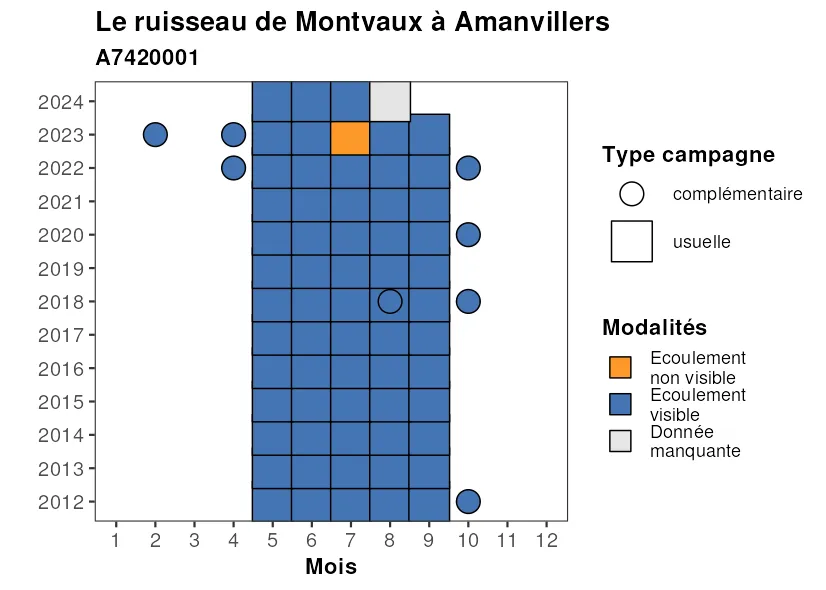 Le ruisseau de Montvaux à Amanvillers
A7420001
2024
2023
2022
2021
2020
2019
2018
2017
2016
2015
2014
2013
2012
1 2 3 4 5 6 7 8 9 10 11 12
Mois
Type campagne
complémentaire
usuelle
Modalités
Ecoulement
non visible
Ecoulement
visible
Donnée
manquante